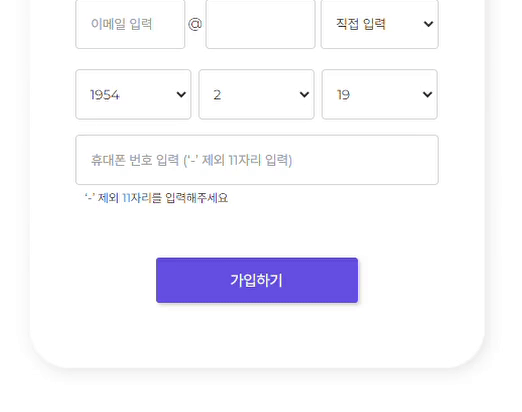 이메일 입력 @ 직접 입력
1954 2 19
휴대폰 번호 입력 ('-' 제외 11자리 입력)
'-' 제외 11자리를 입력해주세요
가입하기